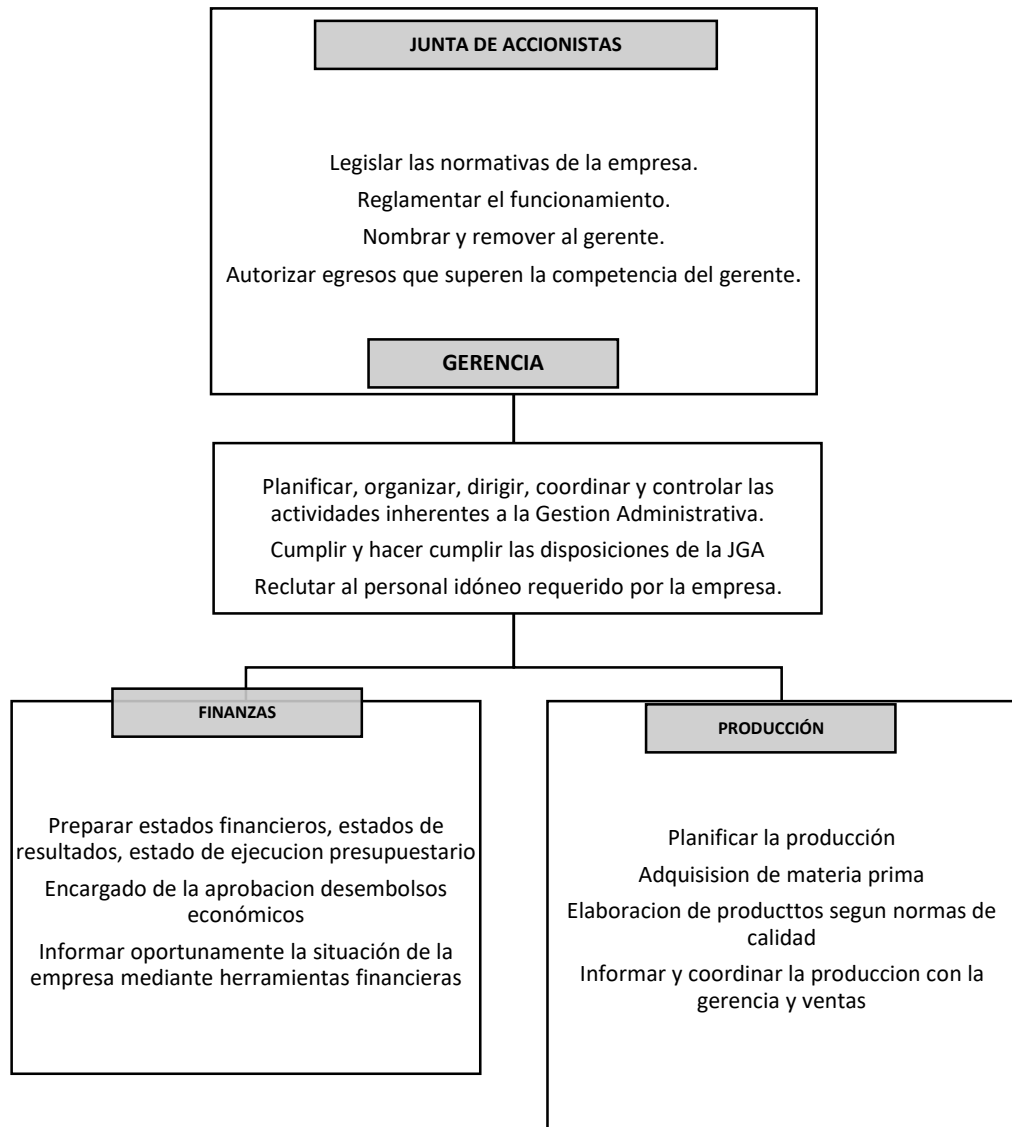 JUNTA DE ACCIONISTAS
Legislar las normativas de la empresa.
Reglamentar el funcionamiento.
Nombrar y remover al gerente.
Autorizar egresos que superen la competencia del gerente.
GERENCIA
Planificar, organizar, dirigir, coordinar y controlar las
actividades inherentes a la Gestion Administrativa.
Cumplir y hacer cumplir las disposiciones de la JGA
Reclutar al personal idóneo requerido por la empresa.
FINANZAS
Preparar estados financieros, estados de
resultados, estado de ejecucion presupuestario
Encargado de la aprobacion desembolsos
económicos
Informar oportunamente la situación de la
empresa mediante herramientas financieras
PRODUCCIÓN
Planificar la producción
Adquisision de materia prima
Elaboracion de producttos segun normas de
calidad
Informar y coordinar la produccion con la
gerencia y ventas